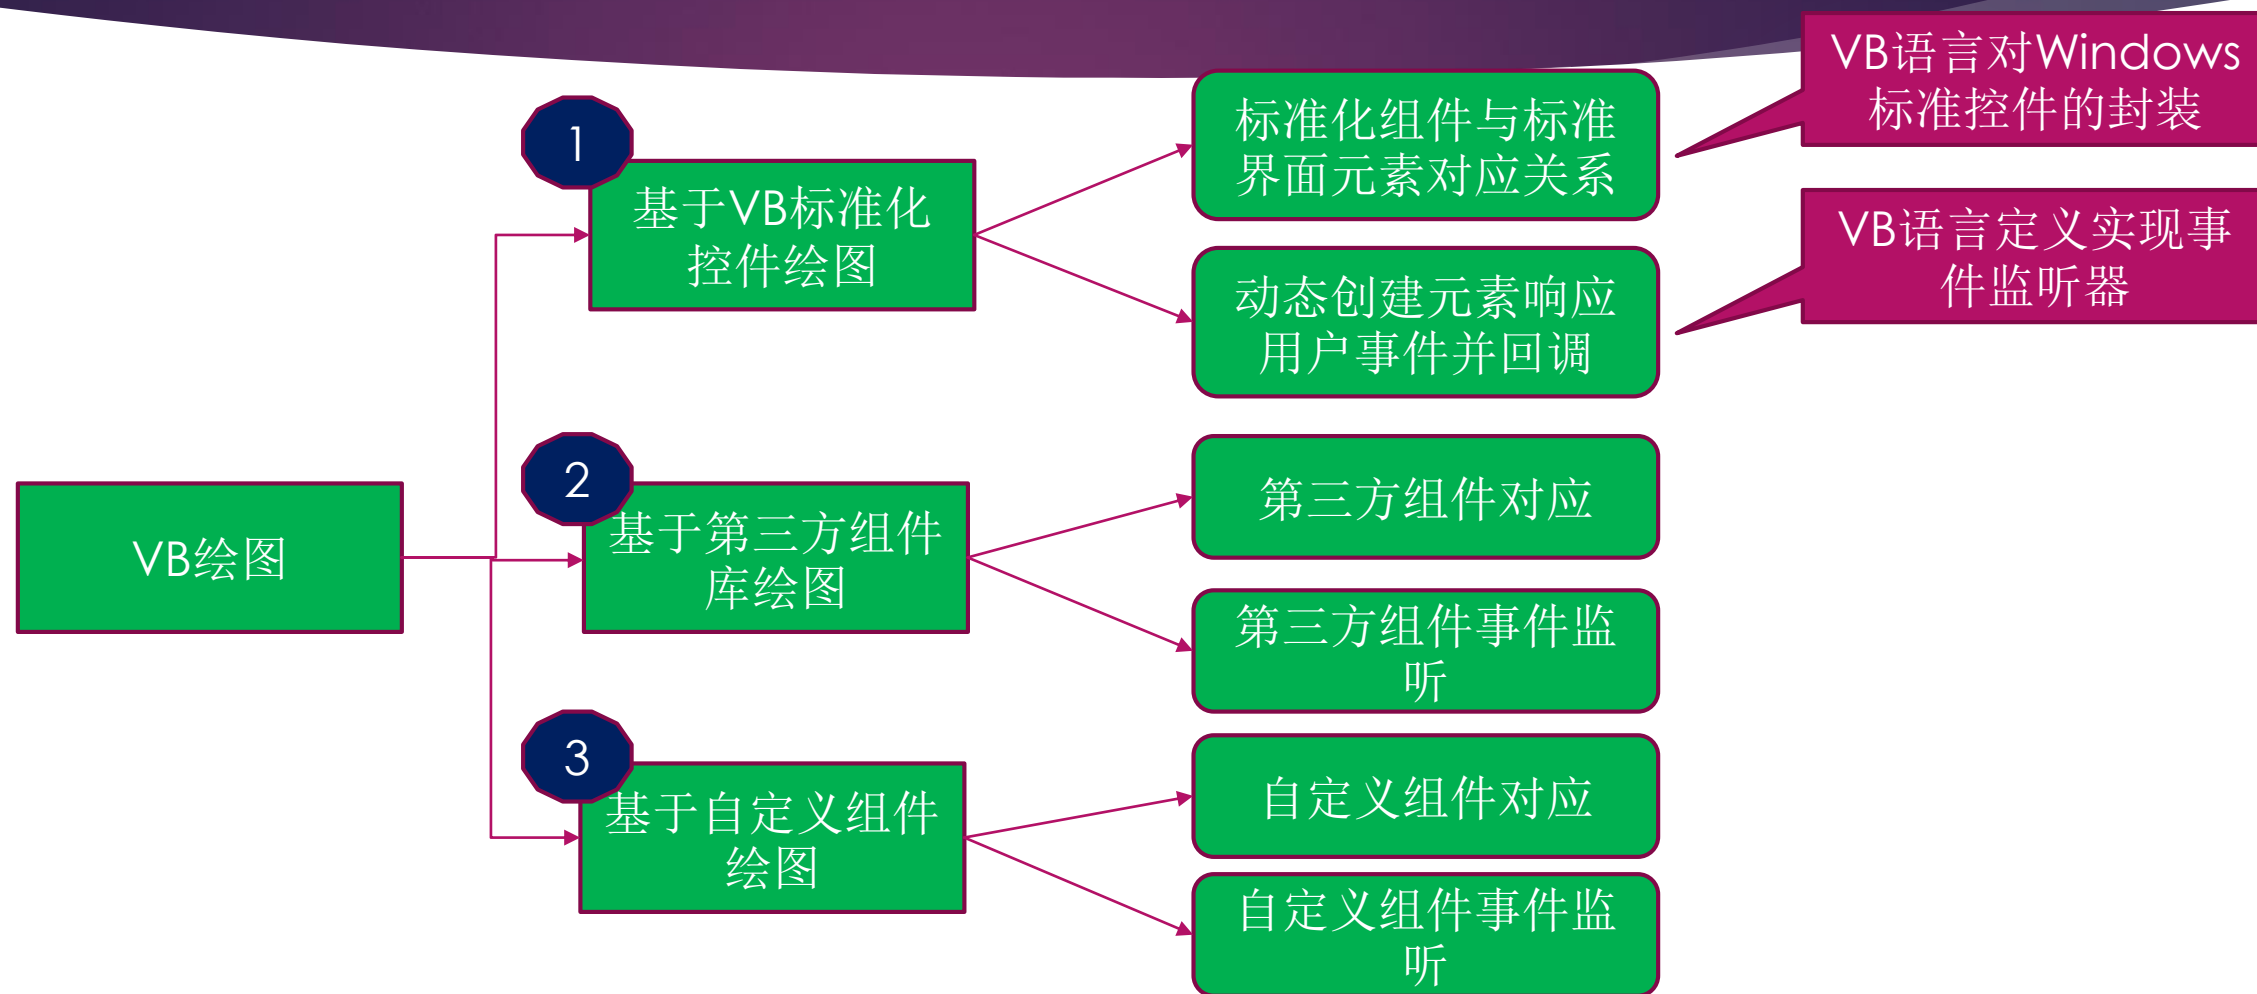 VB语言对Windows
标准控件的封装
标准化组件与标准
界面元素对应关系
1
基于VB标准化
控件绘图
VB语言定义实现事
件监听器
动态创建元素响应
用户事件并回调
2
基于第三方组件
库绘图
第三方组件对应
VB绘图
第三方组件事件监
听
3
基于自定义组件
绘图
自定义组件对应
自定义组件事件监
听